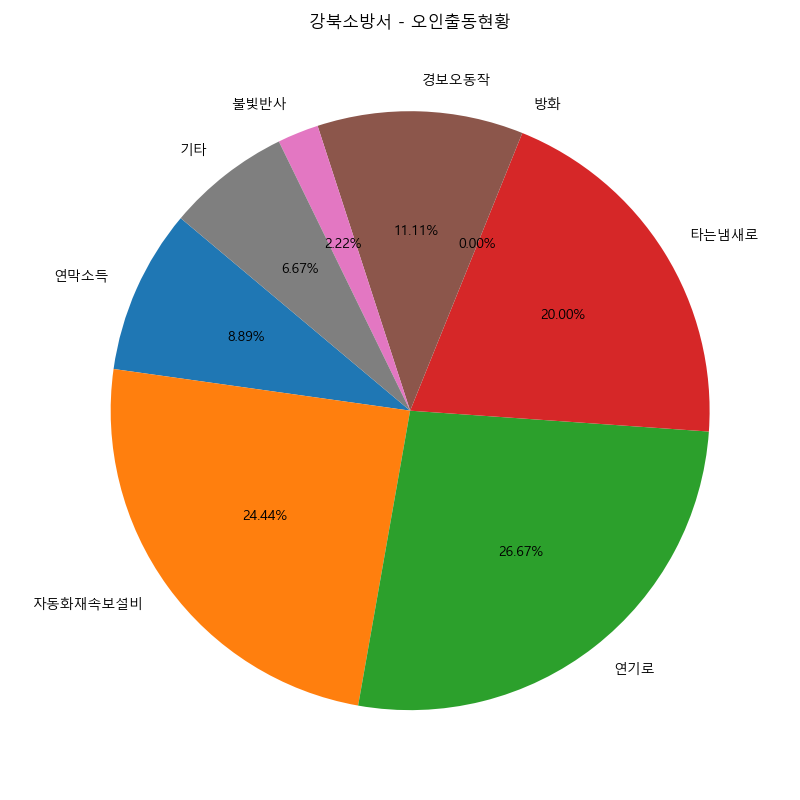 강북소방서 - 오인출동현황
경보오동작
불빛반사
방화
기타
타는냄새로
11.11%
2.22%
0.00%
6.67%
연막소득
20.00%
8.89%
24.44%
26.67%
자동화재속보설비
연기로